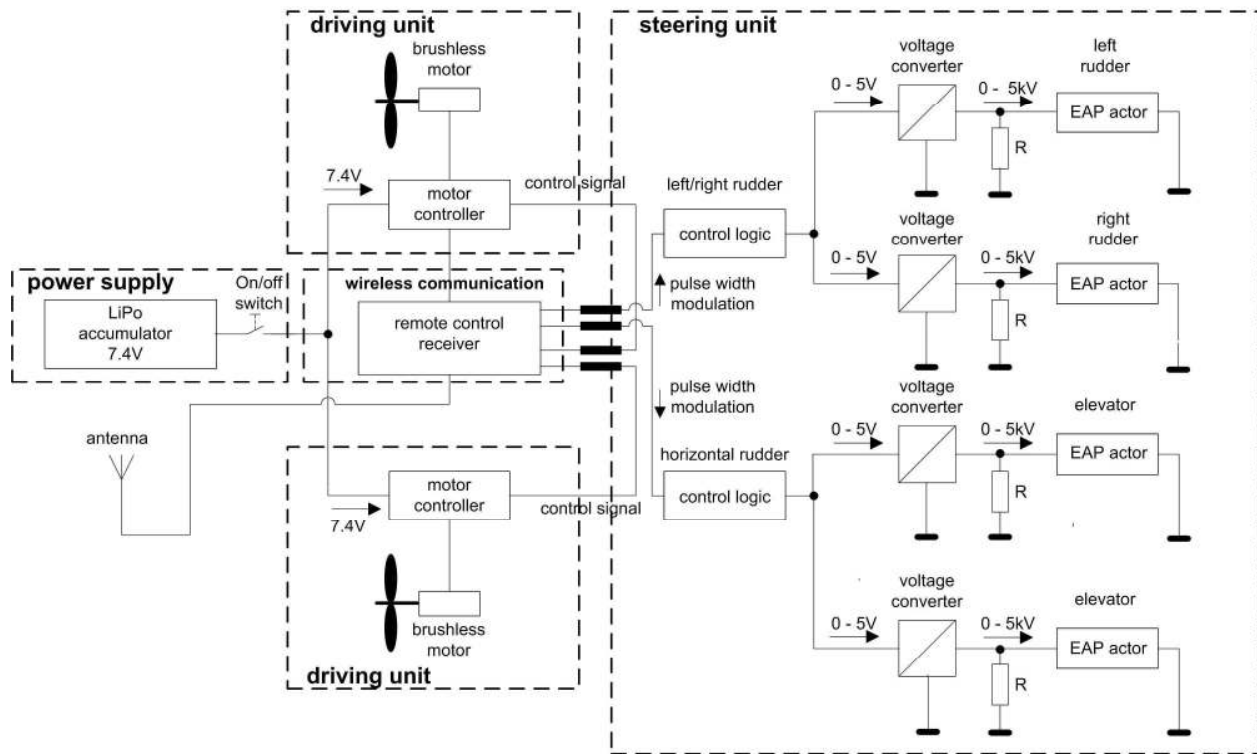 driving unit
brushless
motor
7.4V
motor
controller
control signal
power supply
LiPo
accumulator
7.4V
On/off
switch
wireless communication
remote control
receiver
antenna
motor
controller
control signal
7.4V
brushless
motor
driving unit
steering unit
left/right rudder
control logic
pulse width
modulation
pulse width
modulation
horizontal rudder
control logic
voltage
converter
0 - 5V
0 - 5kV
R
left
rudder
EAP actor
voltage
converter
0 - 5V
0 - 5kV
R
right
rudder
EAP actor
voltage
converter
0 - 5V
0 - 5kV
R
elevator
EAP actor
voltage
converter
0 - 5V
0 - 5kV
R
elevator
EAP actor